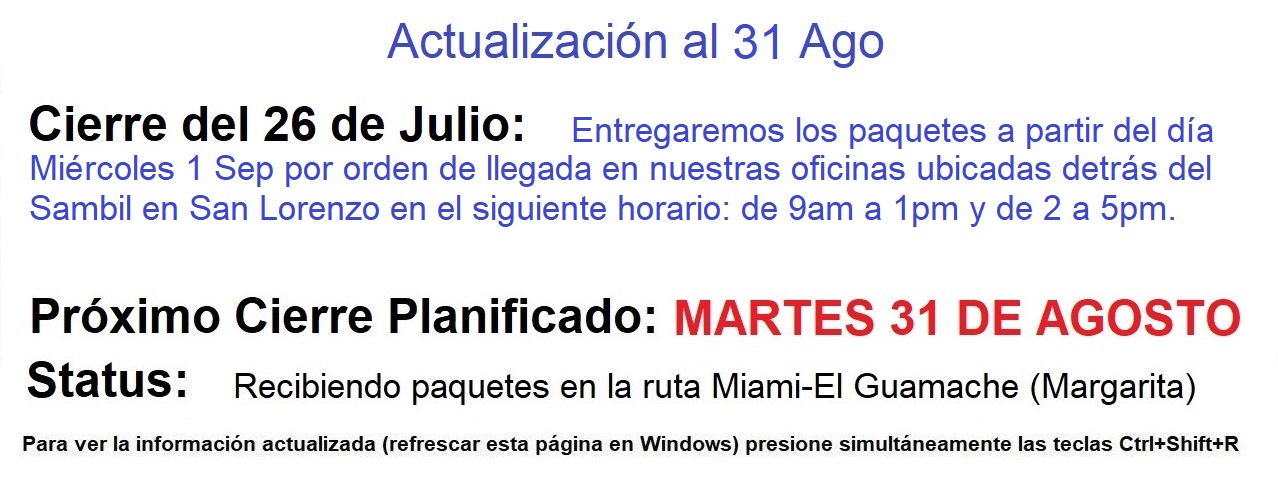 Actualización al 31 Ago
Cierre del 26 de Julio: Entregaremos los paquetes a partir del día
Miércoles 1 Sep por orden de llegada en nuestras oficinas ubicadas detrás del
Sambil en San Lorenzo en el siguiente horario: de 9am a 1pm y de 2 a 5pm.
Próximo Cierre Planificado: MARTES 31 DE AGOSTO
Status: Recibiendo paquetes en la ruta Miami-El Guamache (Margarita)
Para ver la información actualizada (refrescar esta página en Windows) presione simultáneamente las teclas Ctrl+Shift+R